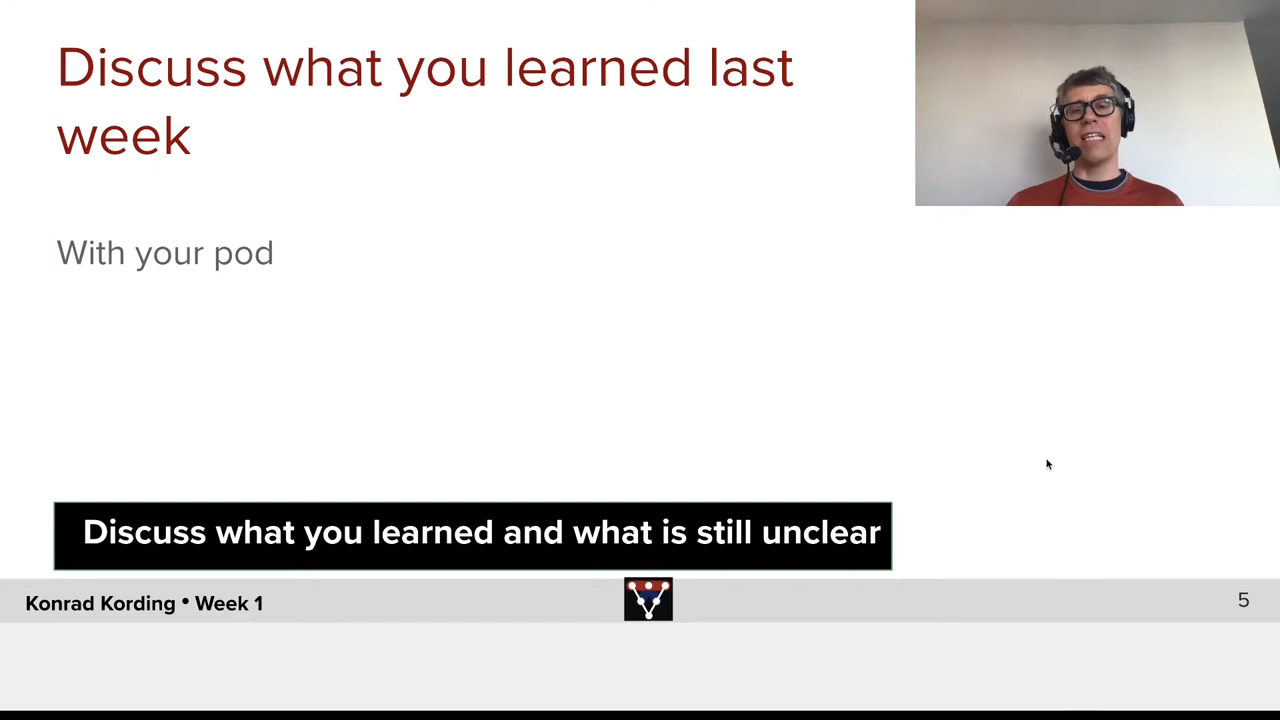 Discuss what you learned last
week
With your pod
Discuss what you learned and what is still unclear
Konrad Kording • Week 1
5